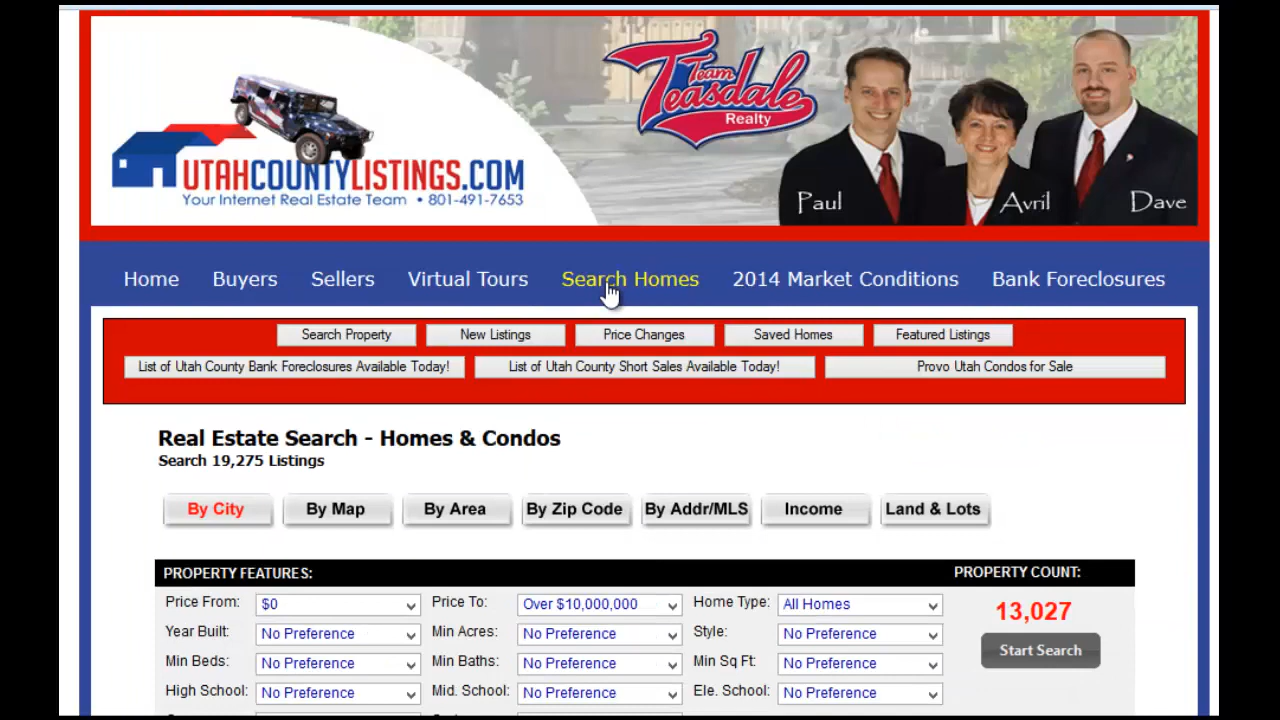 Team
Teasdale
Realty
UTAHCOUNTYLISTINGS.COM
Your Internet Real Estate Team • 801-491-7653
Paul Avril Dave
Home Buyers Sellers Virtual Tours Search Homes 2014 Market Conditions Bank Foreclosures
Search Property New Listings Price Changes Saved Homes Featured Listings
List of Utah County Bank Foreclosures Available Today! List of Utah County Short Sales Available Today! Provo Utah Condos for Sale
Real Estate Search - Homes & Condos
Search 19,275 Listings
By City By Map By Area By Zip Code By Addr/MLS Income Land & Lots
PROPERTY FEATURES: PROPERTY COUNT:
Price From: $0 Price To: Over $10,000,000 Home Type: All Homes 13,027
Year Built: No Preference Min Acres: No Preference Style: No Preference
Start Search
Min Beds: No Preference Min Baths: No Preference Min Sq Ft: No Preference
High School: No Preference Mid. School: No Preference Ele. School: No Preference